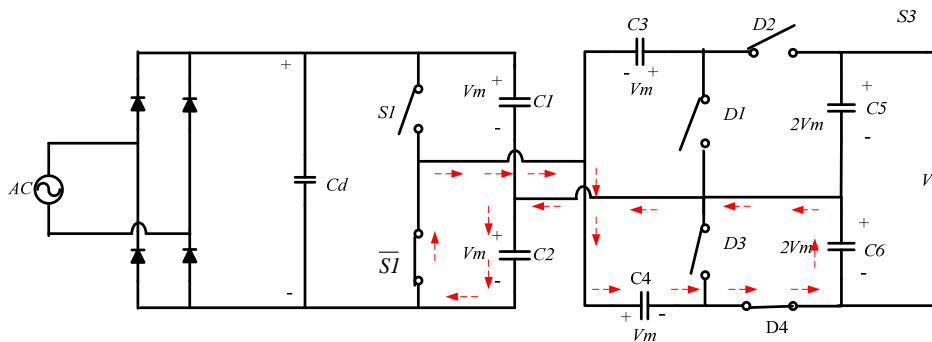 S3
C3
D2
+
- +
Vm
+
Vm
C1
-
S1
D1
+
C5
2Vm
-
AC
Cd
V
S1
+
Vm
C2
-
D3
+
2Vm
C6
-
-
C4
+ -
Vm
D4